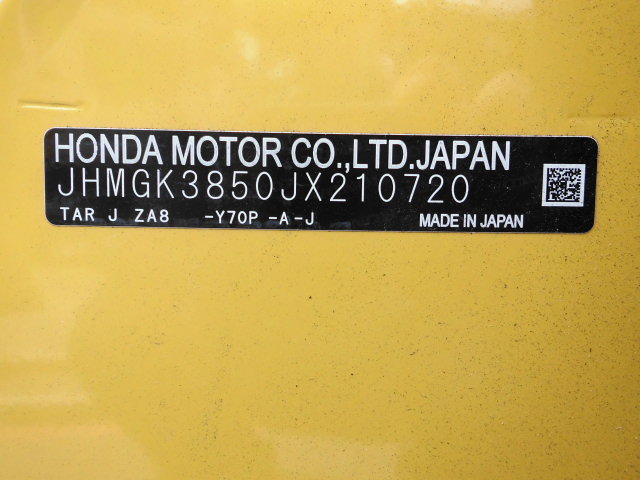 HONDA MOTOR CO.,LTD.JAPAN
JHMGK3850JX210720
TAR J ZA8 -Y70P -A-J MADE IN JAPAN